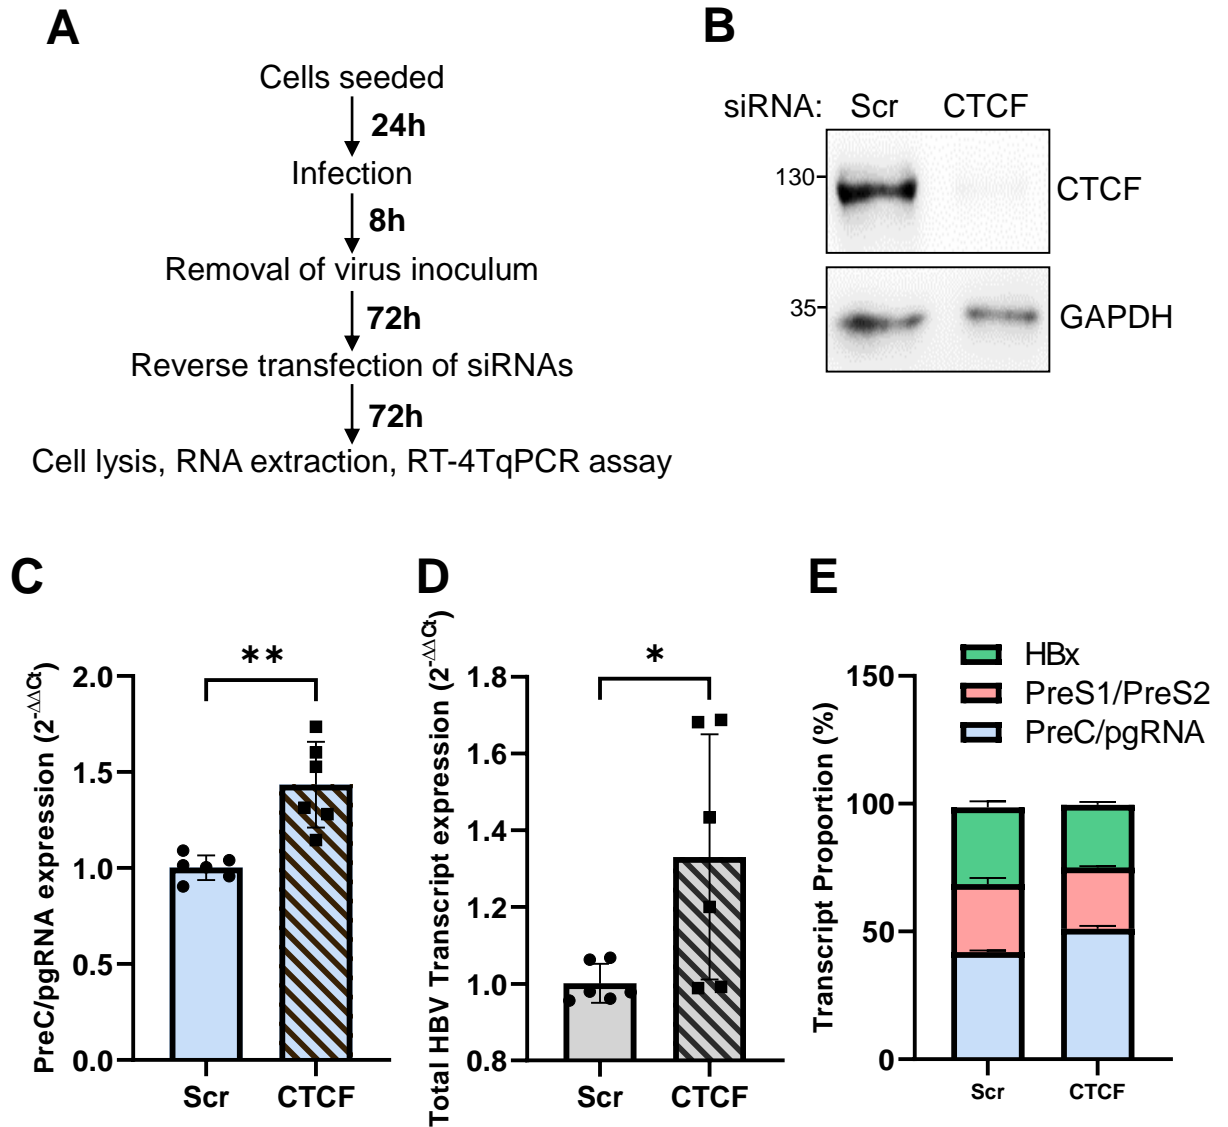 A
Cells seeded
24h
Infection
8h
Removal of virus inoculum
72h
Reverse transfection of siRNAs
72h
Cell lysis, RNA extraction, RT-4TqPCR assay
B
siRNA: Scr CTCF
130
CTCF
35
GAPDH
C
PreC/pgRNA expression (2-ΔΔCt)
2.0
1.5
1.0
0.5
0.0
**
Scr CTCF
D
Total HBV Transcript expression (2-ΔΔCt)
1.8
1.6
1.4
1.2
1.0
0.8
*
Scr CTCF
E
HBx
PreS1/PreS2
PreC/pgRNA
Transcript Proportion (%)
150
100
50
0
Scr CTCF